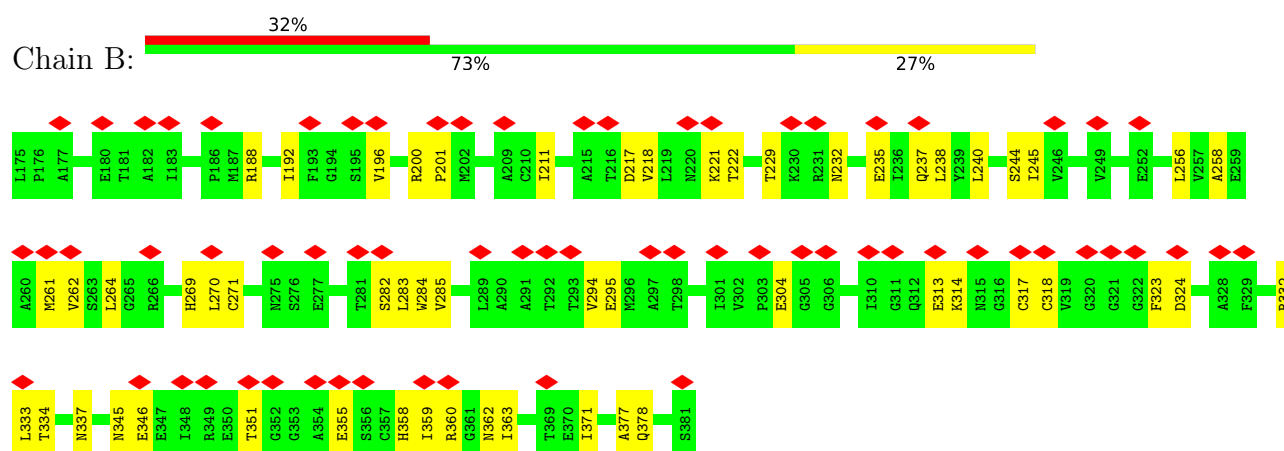 32%
Chain B:
73% 27%
L175 P176 A177 E180 T181 A182 I183 P186 M187 R188 I192 F193 G194 S195 V196 R200 P201 M202 A209 C210 I211 A215 T216 D217 V218 L219 N220 K221 T222 T229 K230 R231 N232 E235 I236 Q237 L238 Y239 L240 S244 I245 V246 V249 E252 L256 V257 A258 E259
A260 M261 V262 S263 L264 G265 R266 H269 L270 C271 N275 S276 E277 T281 S282 L283 W284 V285 L289 A290 A291 T292 T293 V294 E295 M296 A297 T298 I301 V302 P303 E304 G305 G306 I310 G311 Q312 E313 K314 N315 G316 C317 C318 V319 G320 G321 G322 F323 D324 A328 F329
L333 T334 N337 N345 E346 E347 I348 R349 E350 T351 G352 G353 A354 E355 S356 C357 H358 I359 R360 G361 N362 I363 T369 E370 I371 A377 Q378 S381